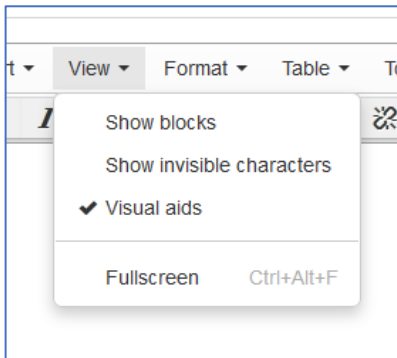 View Format Table
Show blocks
Show invisible characters
Visual aids
Fullscreen Ctrl+Alt+F